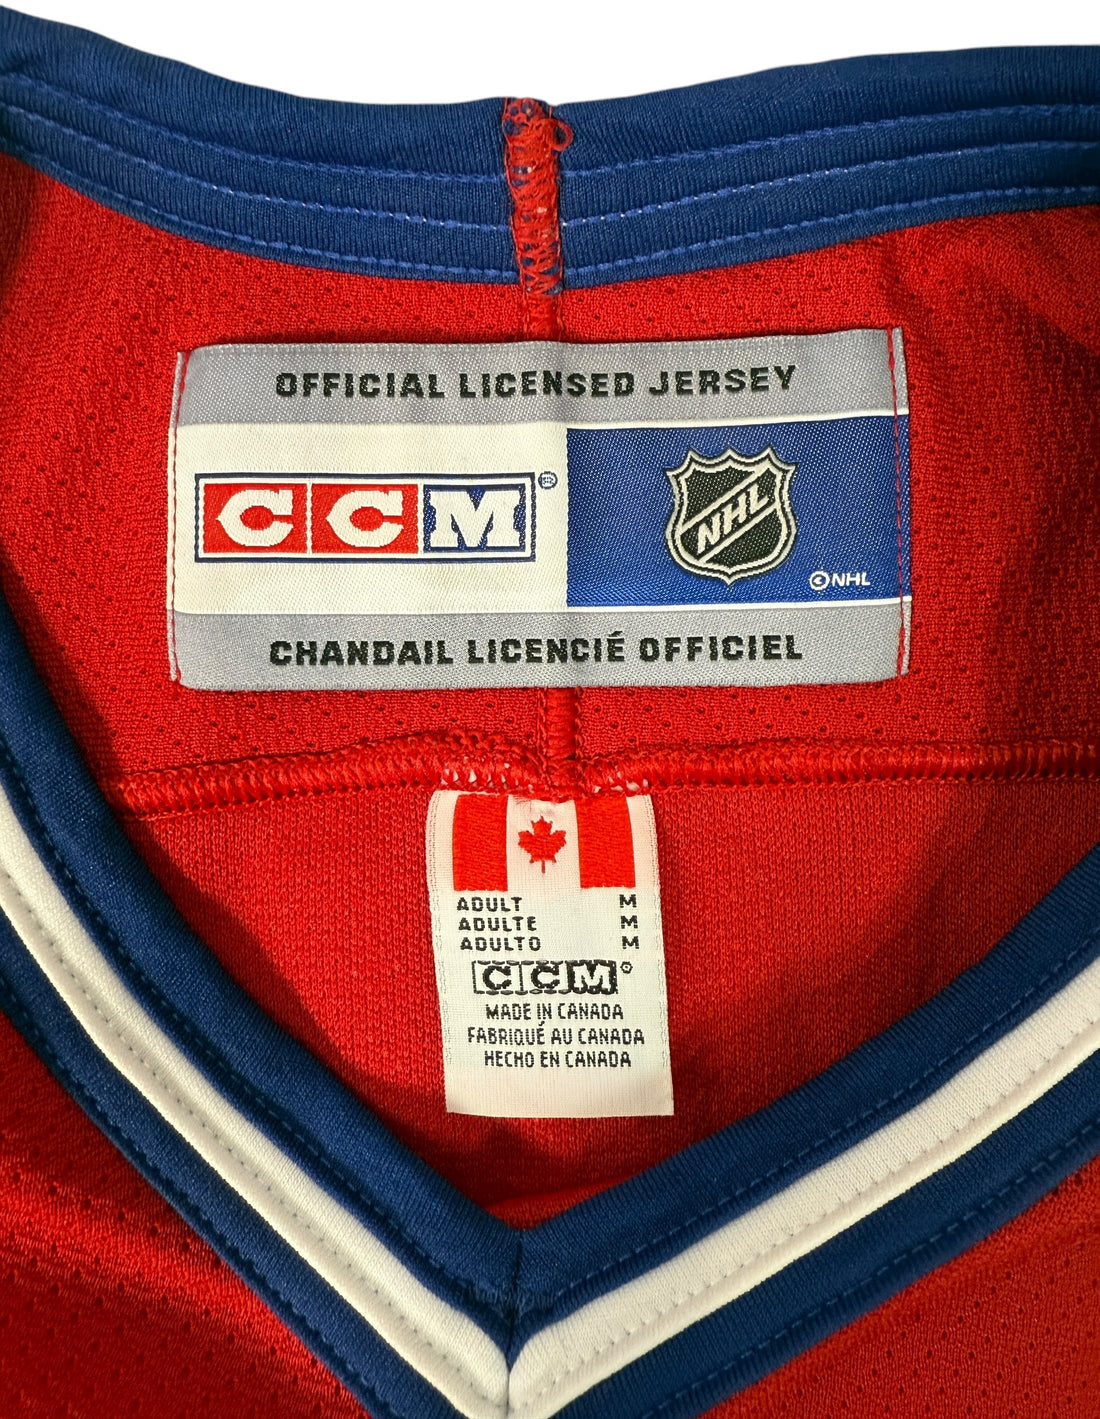 OFFICIAL LICENSED JERSEY
CCM®
NHL
©NHL
CHANDAIL LICENCIÉ OFFICIEL
ADULT M
ADULTE M
ADULTO M
CCM®
MADE IN CANADA
FABRIQUÉ AU CANADA
HECHO EN CANADA